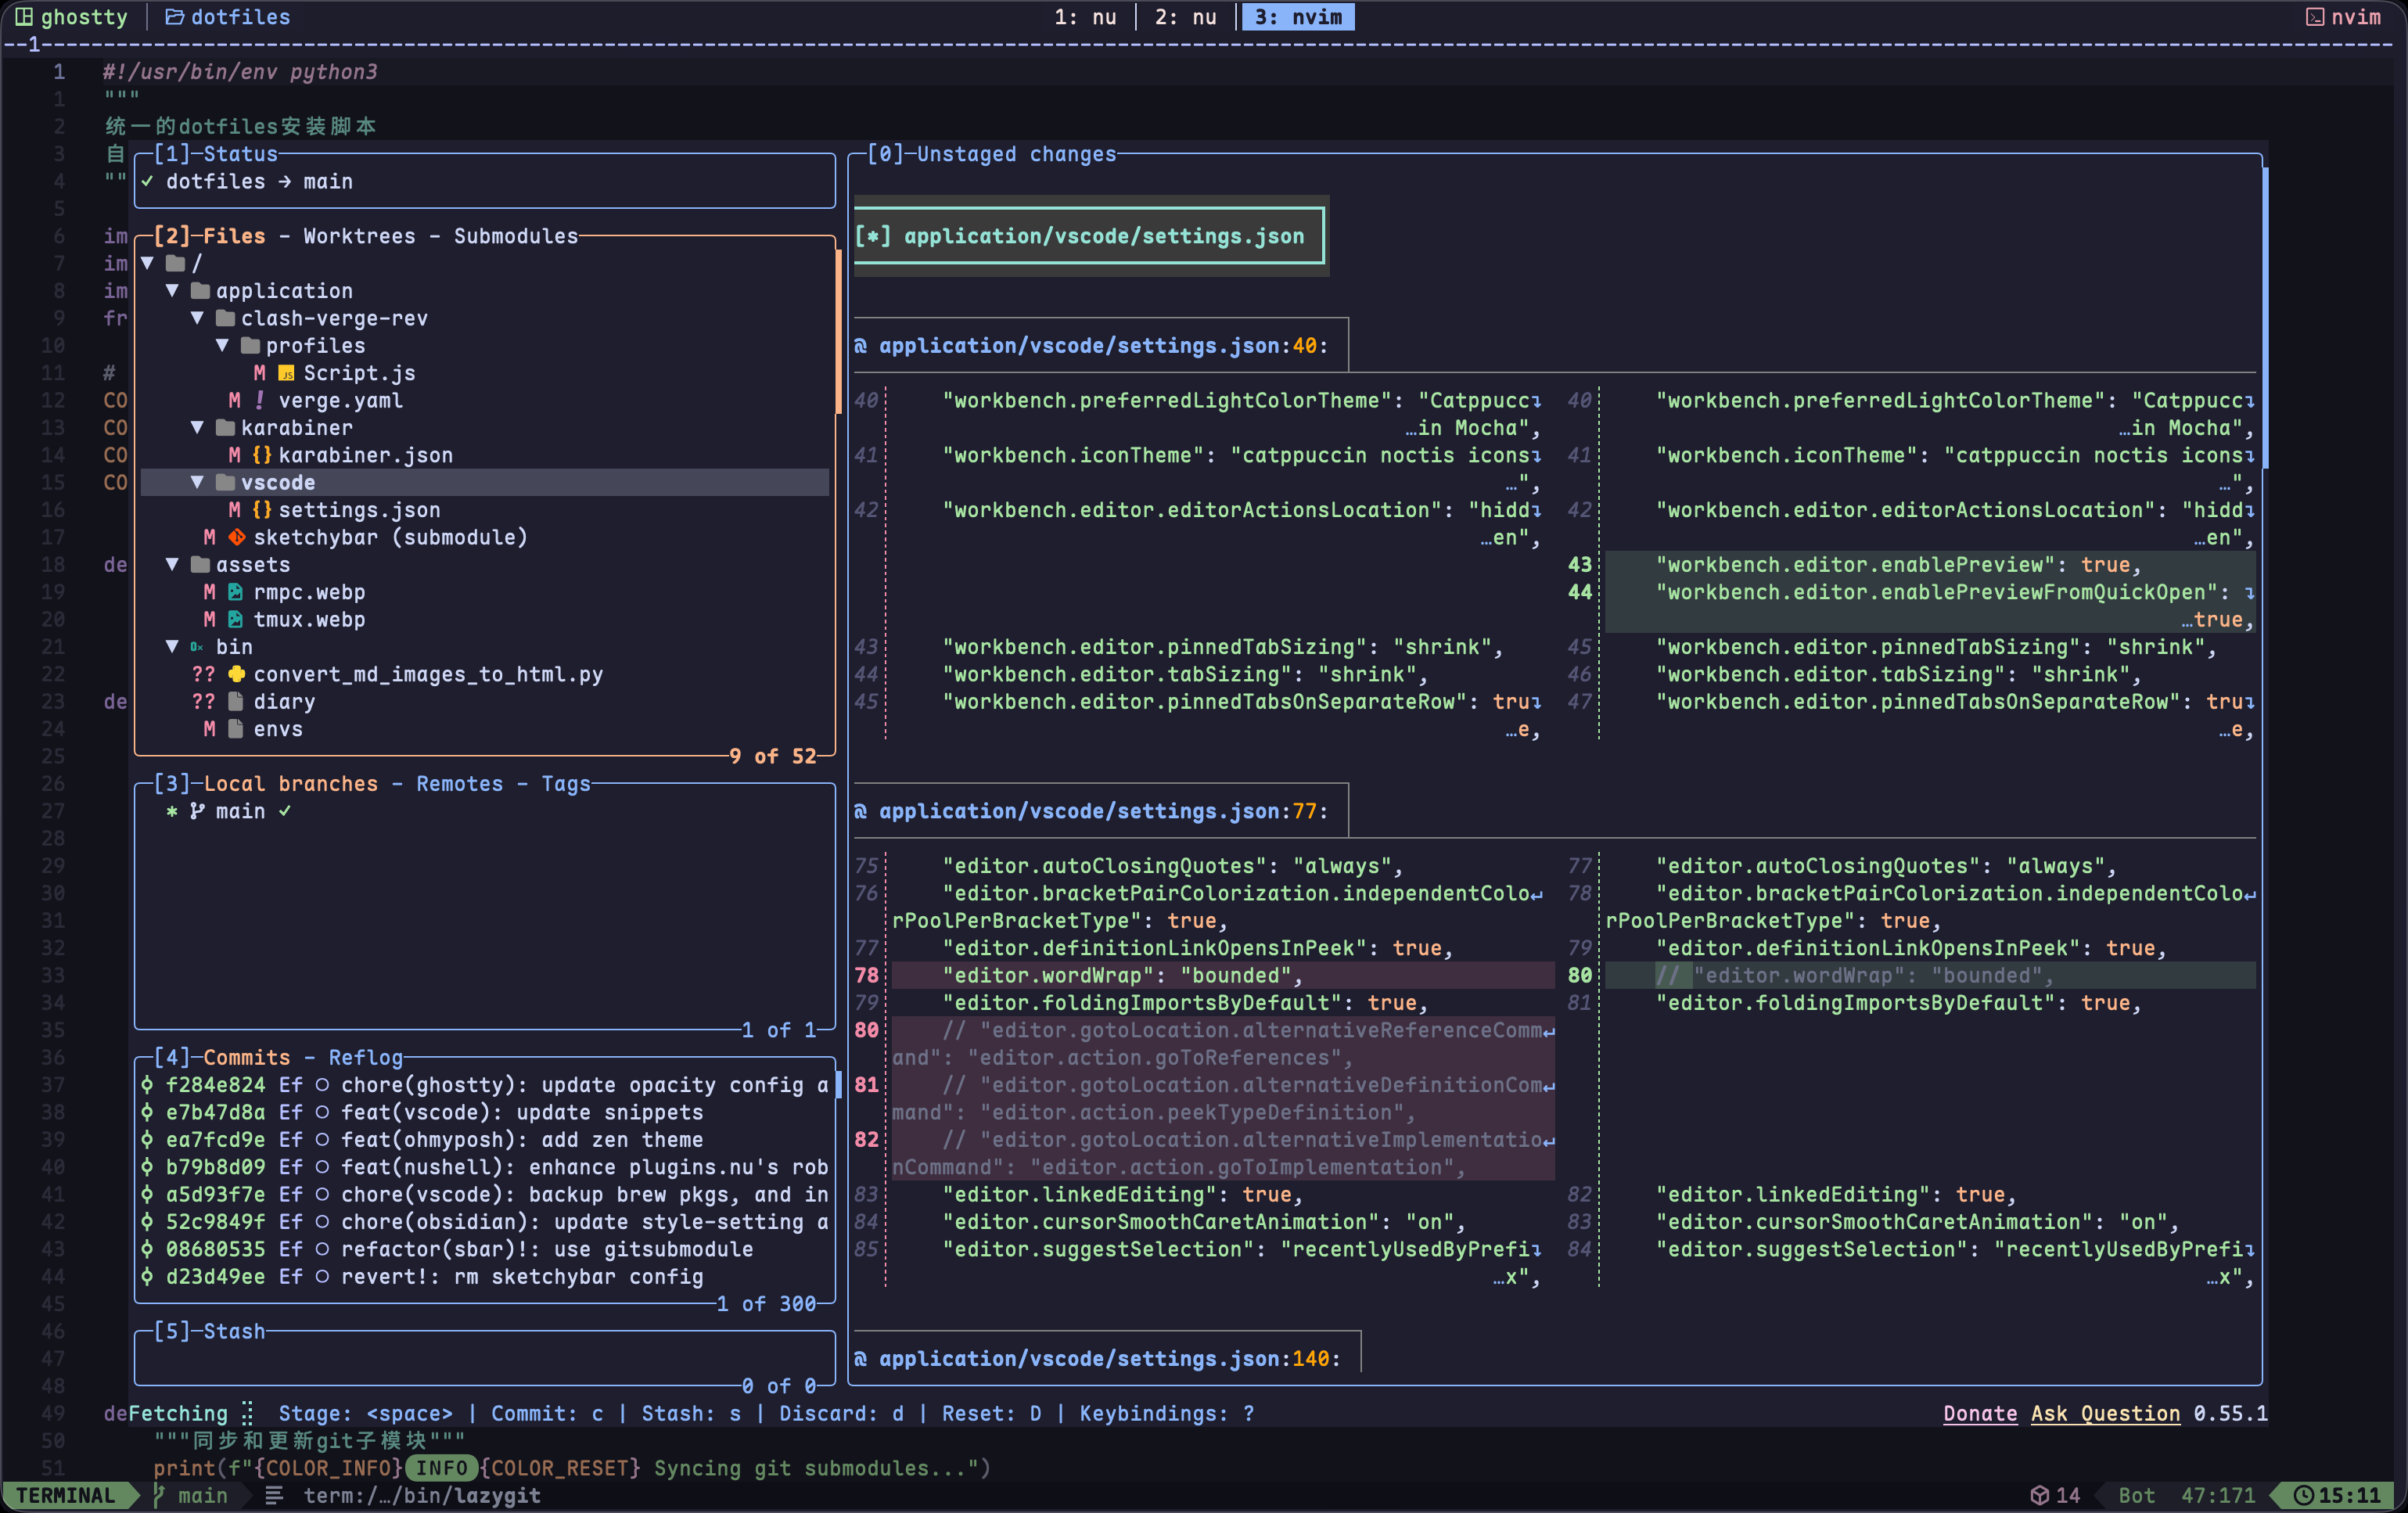 ghostty | dotfiles 1: nu | 2: nu | 3: nvim nvim
--1--
1 #!/usr/bin/env python3
1 """
2 统一的dotfiles安装脚本
3 自
4 ""
5
6 im
7 im
8 im
9 fr
10
11 #
12 CO
13 CO
14 CO
15 CO
16
17
18 de
19
20
21
22
23 de
24
25
26
27
28
29
30
31
32
33
34
35
36
37
38
39
40
41
42
43
44
45
46
47
48
49 de
[1]─Status
✓ dotfiles → main
[2]─Files - Worktrees - Submodules
▼ /
▼ application
▼ clash-verge-rev
▼ profiles
M JS Script.js
M ! verge.yaml
▼ karabiner
M {} karabiner.json
▼ vscode
M {} settings.json
M sketchybar (submodule)
▼ assets
M rmpc.webp
M tmux.webp
▼ bin
?? convert_md_images_to_html.py
?? diary
M envs
9 of 52
[3]─Local branches - Remotes - Tags
* main ✓
1 of 1
[4]─Commits - Reflog
f284e824 Ef ○ chore(ghostty): update opacity config a
e7b47d8a Ef ○ feat(vscode): update snippets
ea7fcd9e Ef ○ feat(ohmyposh): add zen theme
b79b8d09 Ef ○ feat(nushell): enhance plugins.nu's rob
a5d93f7e Ef ○ chore(vscode): backup brew pkgs, and in
52c9849f Ef ○ chore(obsidian): update style-setting a
08680535 Ef ○ refactor(sbar)!: use gitsubmodule
d23d49ee Ef ○ revert!: rm sketchybar config
1 of 300
[5]─Stash
0 of 0
[0]─Unstaged changes
[*] application/vscode/settings.json
@ application/vscode/settings.json:40:
40 "workbench.preferredLightColorTheme": "Catppucc↴ 40 "workbench.preferredLightColorTheme": "Catppucc↴
…in Mocha", …in Mocha",
41 "workbench.iconTheme": "catppuccin noctis icons↴ 41 "workbench.iconTheme": "catppuccin noctis icons↴
…", …",
42 "workbench.editor.editorActionsLocation": "hidd↴ 42 "workbench.editor.editorActionsLocation": "hidd↴
…en", …en",
43 "workbench.editor.enablePreview": true,
44 "workbench.editor.enablePreviewFromQuickOpen": ↴
…true,
43 "workbench.editor.pinnedTabSizing": "shrink", 45 "workbench.editor.pinnedTabSizing": "shrink",
44 "workbench.editor.tabSizing": "shrink", 46 "workbench.editor.tabSizing": "shrink",
45 "workbench.editor.pinnedTabsOnSeparateRow": tru↴ 47 "workbench.editor.pinnedTabsOnSeparateRow": tru↴
…e, …e,
@ application/vscode/settings.json:77:
75 "editor.autoClosingQuotes": "always", 77 "editor.autoClosingQuotes": "always",
76 "editor.bracketPairColorization.independentColo↵ 78 "editor.bracketPairColorization.independentColo↵
rPoolPerBracketType": true, rPoolPerBracketType": true,
77 "editor.definitionLinkOpensInPeek": true, 79 "editor.definitionLinkOpensInPeek": true,
78 "editor.wordWrap": "bounded", 80 // "editor.wordWrap": "bounded",
79 "editor.foldingImportsByDefault": true, 81 "editor.foldingImportsByDefault": true,
80 // "editor.gotoLocation.alternativeReferenceComm↵
and": "editor.action.goToReferences",
81 // "editor.gotoLocation.alternativeDefinitionCom↵
mand": "editor.action.peekTypeDefinition",
82 // "editor.gotoLocation.alternativeImplementatio↵
nCommand": "editor.action.goToImplementation",
83 "editor.linkedEditing": true, 82 "editor.linkedEditing": true,
84 "editor.cursorSmoothCaretAnimation": "on", 83 "editor.cursorSmoothCaretAnimation": "on",
85 "editor.suggestSelection": "recentlyUsedByPrefi↴ 84 "editor.suggestSelection": "recentlyUsedByPrefi↴
…x", …x",
@ application/vscode/settings.json:140:
Fetching Stage: <space> | Commit: c | Stash: s | Discard: d | Reset: D | Keybindings: ? Donate Ask Question 0.55.1
50 """同步和更新git子模块"""
51 print(f"{COLOR_INFO} INFO {COLOR_RESET} Syncing git submodules...")
TERMINAL main term:/…/bin/lazygit 14 Bot 47:171 15:11